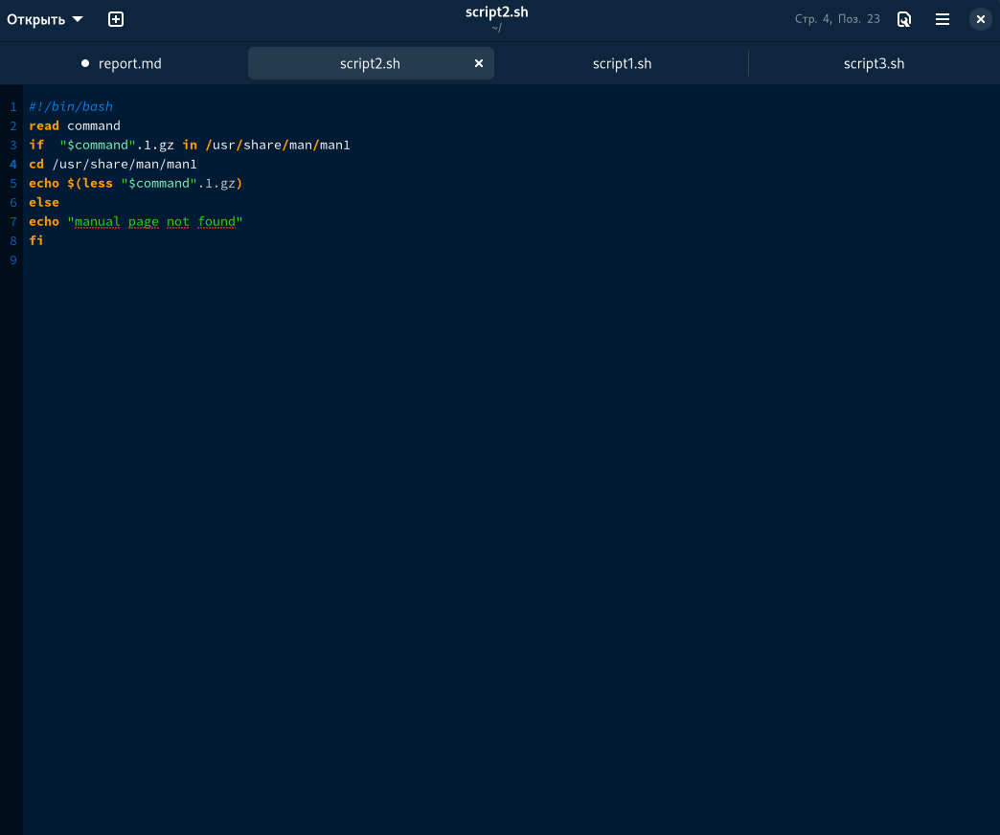 Открыть
script2.sh
~/
Стр. 4, Поз. 23
report.md
script2.sh
script1.sh
script3.sh
1 #!/bin/bash
2 read command
3 if  "$command".1.gz in /usr/share/man/man1
4 cd /usr/share/man/man1
5 echo $(less "$command".1.gz)
6 else
7 echo "manual page not found"
8 fi
9